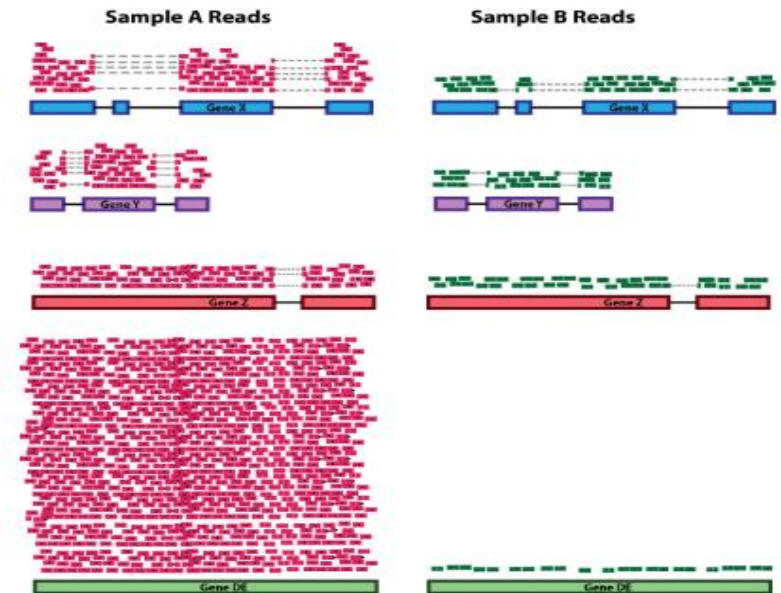 Sample A Reads
Sample B Reads
Gene X
Gene X
Gene Y
Gene Y
Gene Z
Gene Z
Gene DE
Gene DE